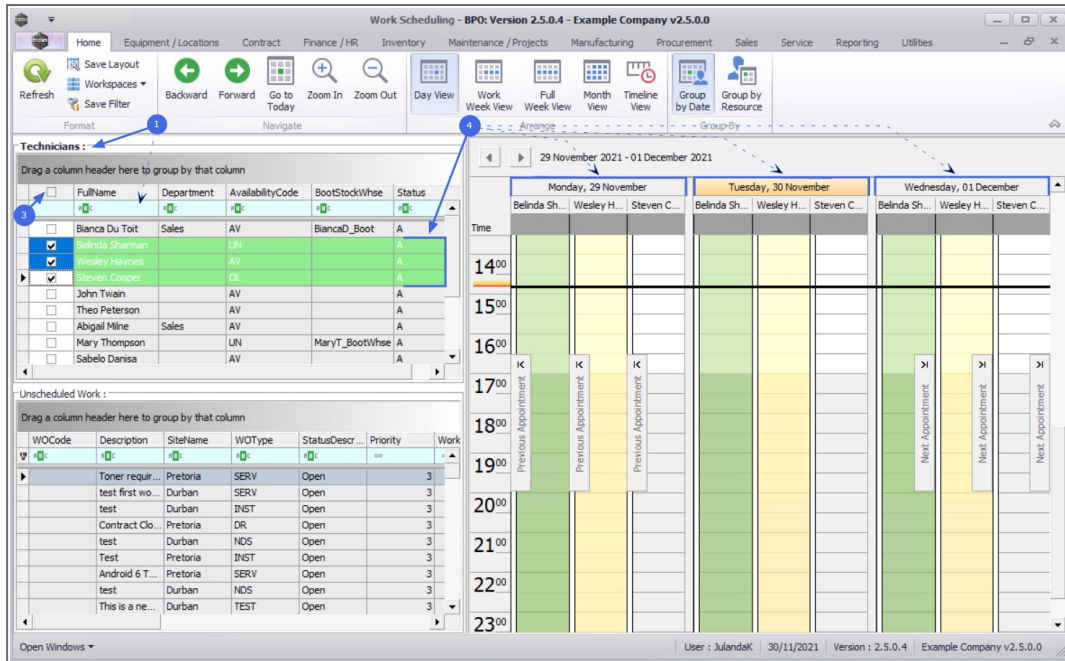 Work Scheduling - BPO: Version 2.5.0.4 - Example Company v2.5.0.0
Home Equipment / Locations Contract Finance / HR Inventory Maintenance / Projects Manufacturing Procurement Sales Service Reporting Utilities
Refresh
Save Layout
Workspaces
Save Filter
Backward Forward Go to Today Zoom In Zoom Out
Day View Work Week View Full Week View Month View Timeline View
Group by Date Group by Resource
Format 1 Navigate 4 Arrange Group By
Technicians :
Drag a column header here to group by that column
FullName Department AvailabilityCode BootStockWhse Status
3
Bianca Du Toit Sales AV BiancaD_Boot A
Belinda Sharman UN A
Wesley Haynes AV A
Steven Cooper OL A
John Twain AV A
Theo Peterson AV A
Abigail Milne Sales AV A
Mary Thompson UN MaryT_BootWhse A
Sabelo Danisa AV A
Unscheduled Work :
Drag a column header here to group by that column
WOCode Description SiteName WOType StatusDescr... Priority Work
Toner requir... Pretoria SERV Open 3
test first wo... Durban SERV Open 3
test Durban INST Open 3
Contract Clo... Pretoria DR Open 3
test Durban NDS Open 3
Test Pretoria INST Open 3
Android 6 T... Pretoria SERV Open 3
test Durban NDS Open 3
This is a ne... Durban TEST Open 3
29 November 2021 - 01 December 2021
Monday, 29 November Tuesday, 30 November Wednesday, 01 December
Belinda Sh... Wesley H... Steven C... Belinda Sh... Wesley H... Steven C... Belinda Sh... Wesley H... Steven C...
Time
14 00
15 00
16 00
17 00
18 00
19 00
20 00
21 00
22 00
23 00
Previous Appointment
Previous Appointment
Previous Appointment
Next Appointment
Next Appointment
Next Appointment
Open Windows User : JulandaK 30/11/2021 Version : 2.5.0.4 Example Company v2.5.0.0